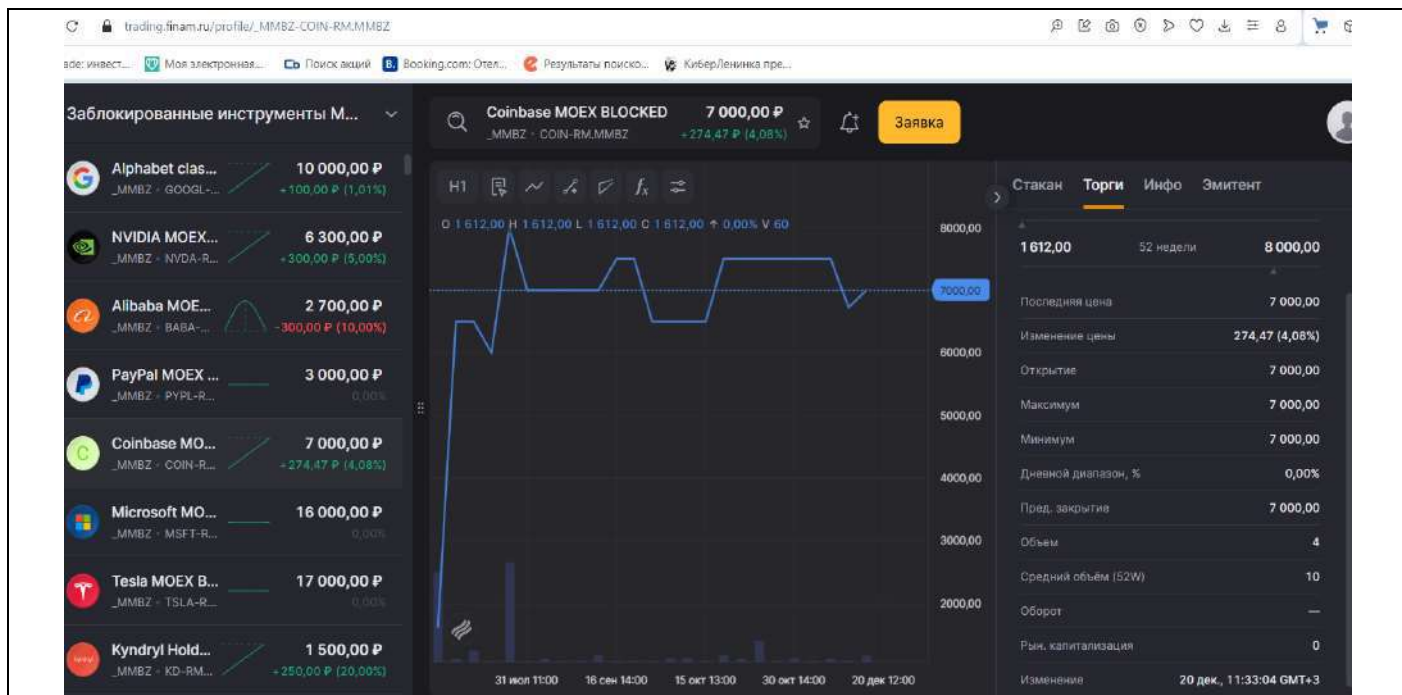 trading.finam.ru/profile/_MMBZ-COIN-RM.MMBZ
ade: инвест... Моя электронная... Поиск акций Booking.com: Отел... Результаты поиско... КиберЛенинка пре...
Заблокированные инструменты М...
Alphabet clas... 10 000,00 ₽
_MMBZ · GOOGL-... +100,00 ₽ (1,01%)
NVIDIA MOEX... 6 300,00 ₽
_MMBZ · NVDA-R... +300,00 ₽ (5,00%)
Alibaba MOE... 2 700,00 ₽
_MMBZ · BABA-... -300,00 ₽ (10,00%)
PayPal MOEX ... 3 000,00 ₽
_MMBZ · PYPL-R... 0,00%
Coinbase MO... 7 000,00 ₽
_MMBZ · COIN-R... +274,47 ₽ (4,08%)
Microsoft MO... 16 000,00 ₽
_MMBZ · MSFT-R... 0,00%
Tesla MOEX B... 17 000,00 ₽
_MMBZ · TSLA-R... 0,00%
Kyndryl Hold... 1 500,00 ₽
_MMBZ · KD-RM... +250,00 ₽ (20,00%)
Coinbase MOEX BLOCKED 7 000,00 ₽
_MMBZ · COIN-RM.MMBZ +274,47 ₽ (4,08%)
Заявка
H1
O 1 612,00 H 1 612,00 L 1 612,00 C 1 612,00 ↑ 0,00% V 60
8000,00
7000,00
6000,00
5000,00
4000,00
3000,00
2000,00
31 июл 11:00 16 сен 14:00 15 окт 13:00 30 окт 14:00 20 дек 12:00
Стакан Торги Инфо Эмитент
1 612,00 52 недели 8 000,00
Последняя цена 7 000,00
Изменение цены 274,47 (4,08%)
Открытие 7 000,00
Максимум 7 000,00
Минимум 7 000,00
Дневной диапазон, % 0,00%
Пред. закрытие 7 000,00
Объем 4
Средний объём (52W) 10
Оборот —
Рын. капитализация 0
Изменение 20 дек., 11:33:04 GMT+3